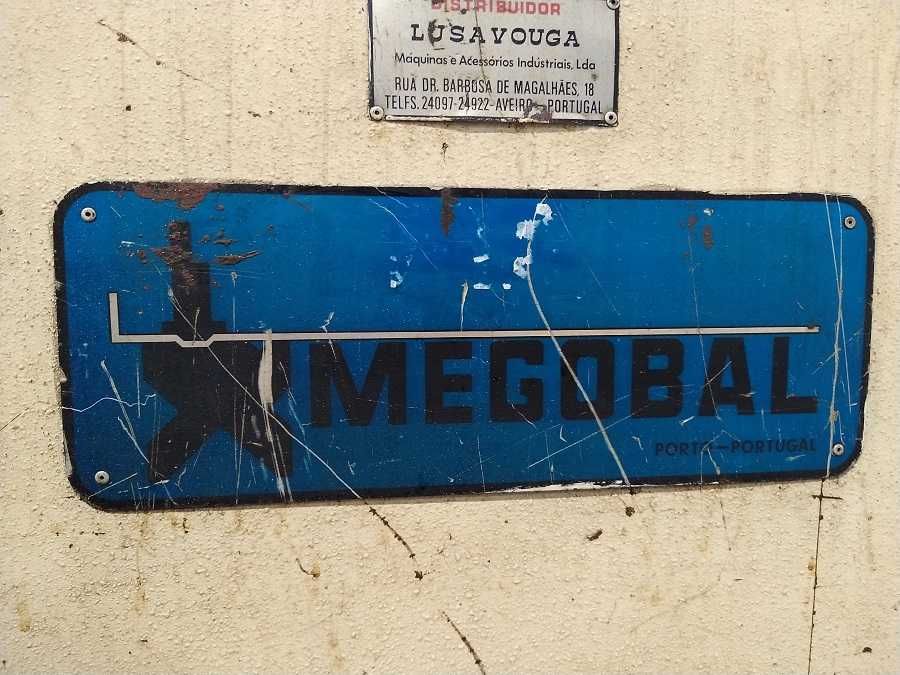 DISTRIBUIDOR
LUSAVOUGA
Máquinas e Acessórios Industriais, Lda
RUA DR. BARBOSA DE MAGALHÃES, 18
TELFS. 24097-24922-AVEIRO-PORTUGAL
MEGOBAL
PORTO-PORTUGAL